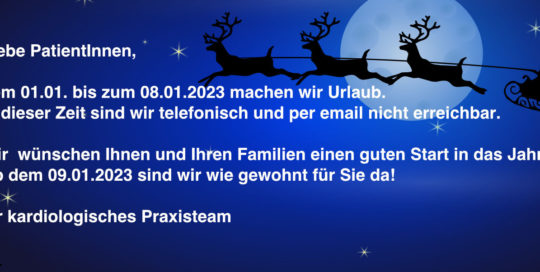 ebe PatientInnen,
m 01.01. bis zum 08.01.2023 machen wir Urlaub.
dieser Zeit sind wir telefonisch und per email nicht erreichbar.
ir wünschen Ihnen und Ihren Familien einen guten Start in das Jahr
dem 09.01.2023 sind wir wie gewohnt für Sie da!
r kardiologisches Praxisteam